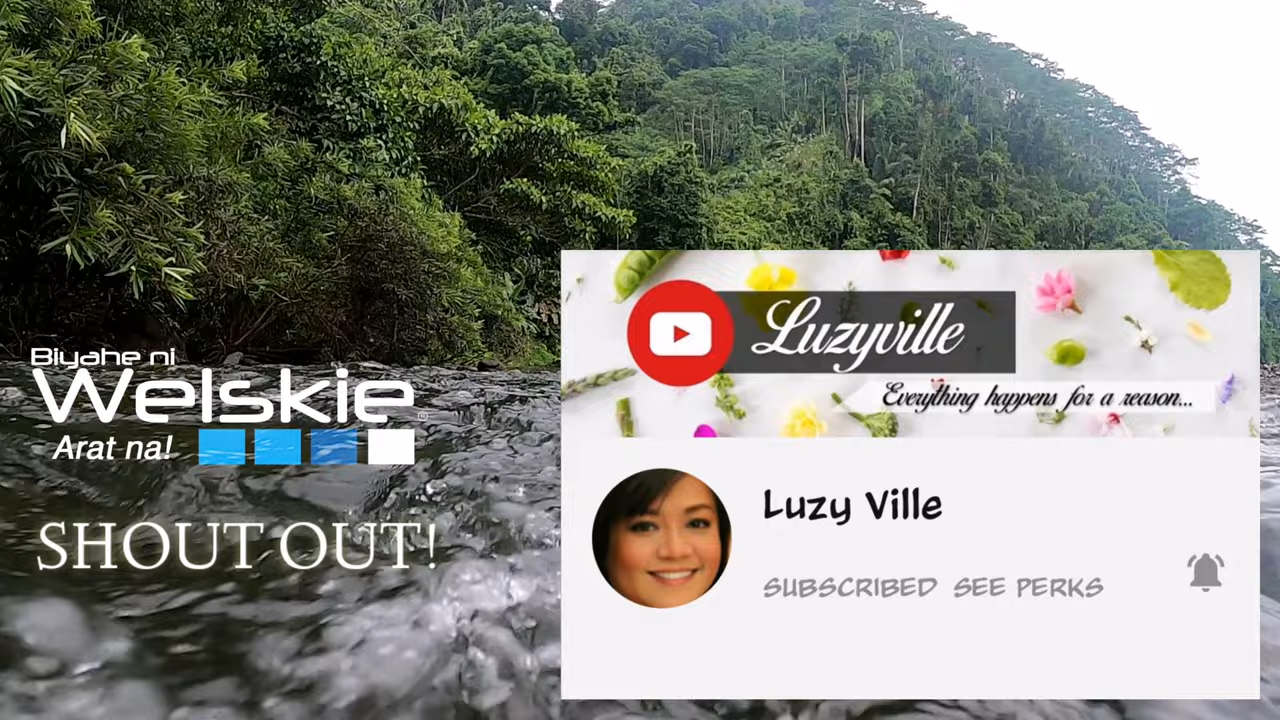 Biyahe ni
Welskie
Arat na!
SHOUT OUT!
Luzyville
Everything happens for a reason...
Luzy Ville
SUBSCRIBED SEE PERKS